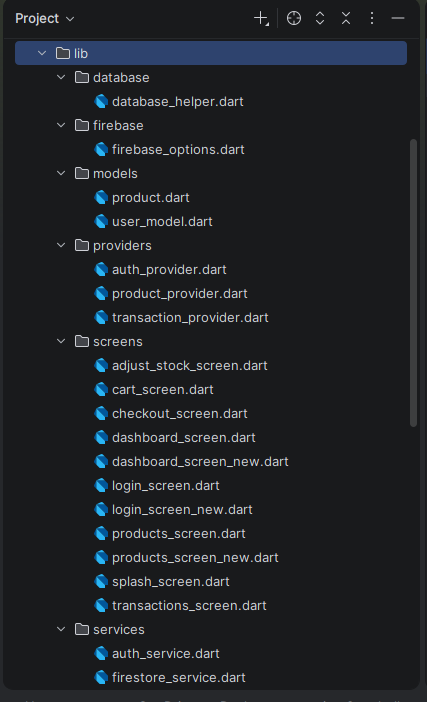 Project
lib
database
database_helper.dart
firebase
firebase_options.dart
models
product.dart
user_model.dart
providers
auth_provider.dart
product_provider.dart
transaction_provider.dart
screens
adjust_stock_screen.dart
cart_screen.dart
checkout_screen.dart
dashboard_screen.dart
dashboard_screen_new.dart
login_screen.dart
login_screen_new.dart
products_screen.dart
products_screen_new.dart
splash_screen.dart
transactions_screen.dart
services
auth_service.dart
firestore_service.dart